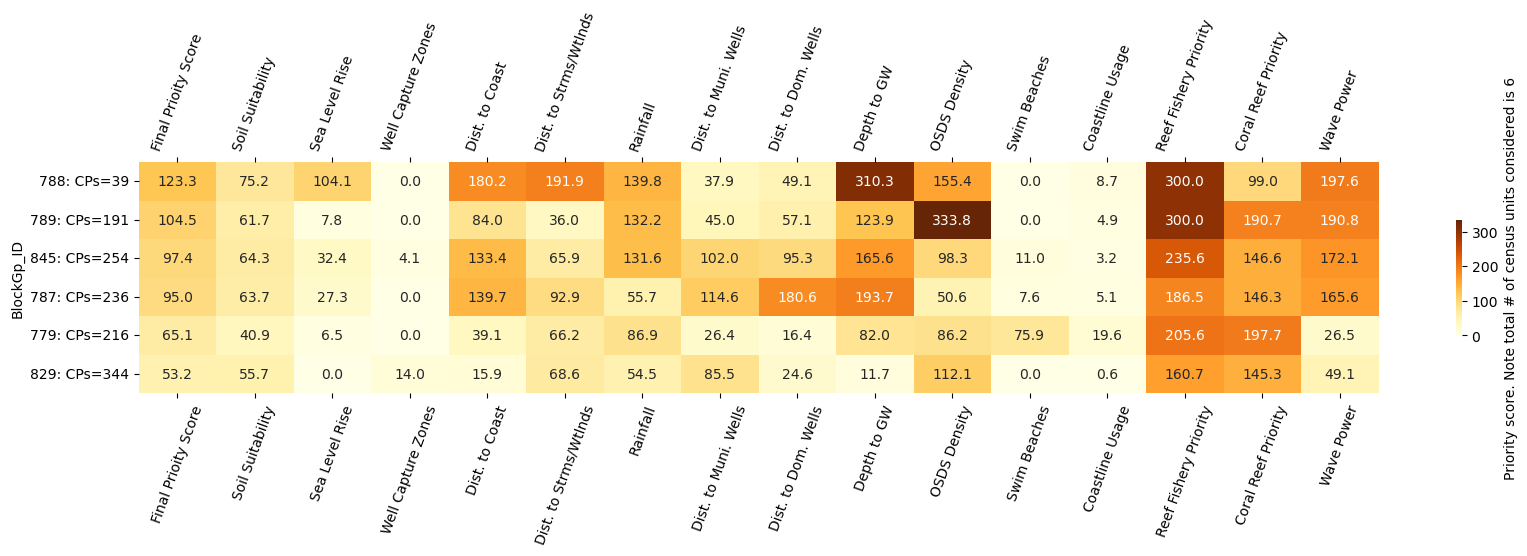 Final Prioity Score
Soil Suitability
Sea Level Rise
Well Capture Zones
Dist. to Coast
Dist. to Strms/Wtlnds
Rainfall
Dist. to Muni. Wells
Dist. to Dom. Wells
Depth to GW
OSDS Density
Swim Beaches
Coastline Usage
Reef Fishery Priority
Coral Reef Priority
Wave Power
BlockGp_ID
788: CPs=39 123.3 75.2 104.1 0.0 180.2 191.9 139.8 37.9 49.1 310.3 155.4 0.0 8.7 300.0 99.0 197.6
789: CPs=191 104.5 61.7 7.8 0.0 84.0 36.0 132.2 45.0 57.1 123.9 333.8 0.0 4.9 300.0 190.7 190.8
845: CPs=254 97.4 64.3 32.4 4.1 133.4 65.9 131.6 102.0 95.3 165.6 98.3 11.0 3.2 235.6 146.6 172.1
787: CPs=236 95.0 63.7 27.3 0.0 139.7 92.9 55.7 114.6 180.6 193.7 50.6 7.6 5.1 186.5 146.3 165.6
779: CPs=216 65.1 40.9 6.5 0.0 39.1 66.2 86.9 26.4 16.4 82.0 86.2 75.9 19.6 205.6 197.7 26.5
829: CPs=344 53.2 55.7 0.0 14.0 15.9 68.6 54.5 85.5 24.6 11.7 112.1 0.0 0.6 160.7 145.3 49.1
Final Prioity Score
Soil Suitability
Sea Level Rise
Well Capture Zones
Dist. to Coast
Dist. to Strms/Wtlnds
Rainfall
Dist. to Muni. Wells
Dist. to Dom. Wells
Depth to GW
OSDS Density
Swim Beaches
Coastline Usage
Reef Fishery Priority
Coral Reef Priority
Wave Power
300
200
100
0
Priority score. Note total # of census units considered is 6